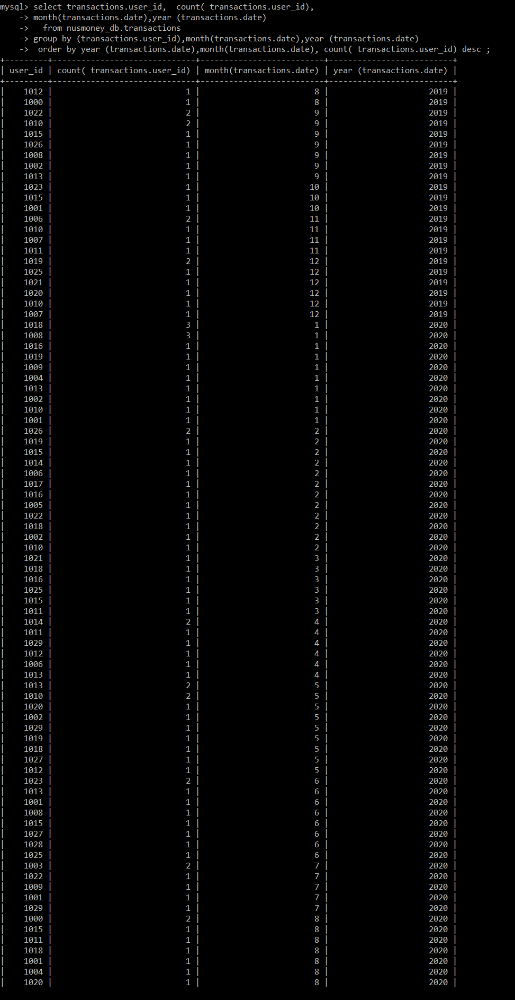 mysql> select transactions.user_id,  count( transactions.user_id),
    -> month(transactions.date),year (transactions.date)
    ->   from nusmoney_db.transactions
    -> group by (transactions.user_id),month(transactions.date),year (transactions.date)
    ->  order by year (transactions.date),month(transactions.date), count( transactions.user_id) desc ;
+---------+------------------------------+--------------------------+--------------------------+
| user_id | count( transactions.user_id) | month(transactions.date) | year (transactions.date) |
+---------+------------------------------+--------------------------+--------------------------+
| 1012 | 1 | 8 | 2019 |
| 1000 | 1 | 8 | 2019 |
| 1022 | 2 | 9 | 2019 |
| 1010 | 2 | 9 | 2019 |
| 1015 | 1 | 9 | 2019 |
| 1026 | 1 | 9 | 2019 |
| 1008 | 1 | 9 | 2019 |
| 1002 | 1 | 9 | 2019 |
| 1013 | 1 | 9 | 2019 |
| 1023 | 1 | 10 | 2019 |
| 1015 | 1 | 10 | 2019 |
| 1001 | 1 | 10 | 2019 |
| 1006 | 2 | 11 | 2019 |
| 1010 | 1 | 11 | 2019 |
| 1007 | 1 | 11 | 2019 |
| 1011 | 1 | 11 | 2019 |
| 1019 | 2 | 12 | 2019 |
| 1025 | 1 | 12 | 2019 |
| 1021 | 1 | 12 | 2019 |
| 1020 | 1 | 12 | 2019 |
| 1010 | 1 | 12 | 2019 |
| 1007 | 1 | 12 | 2019 |
| 1018 | 3 | 1 | 2020 |
| 1008 | 3 | 1 | 2020 |
| 1016 | 1 | 1 | 2020 |
| 1019 | 1 | 1 | 2020 |
| 1009 | 1 | 1 | 2020 |
| 1004 | 1 | 1 | 2020 |
| 1013 | 1 | 1 | 2020 |
| 1002 | 1 | 1 | 2020 |
| 1010 | 1 | 1 | 2020 |
| 1001 | 1 | 1 | 2020 |
| 1026 | 2 | 2 | 2020 |
| 1019 | 1 | 2 | 2020 |
| 1015 | 1 | 2 | 2020 |
| 1014 | 1 | 2 | 2020 |
| 1006 | 1 | 2 | 2020 |
| 1017 | 1 | 2 | 2020 |
| 1016 | 1 | 2 | 2020 |
| 1005 | 1 | 2 | 2020 |
| 1022 | 1 | 2 | 2020 |
| 1018 | 1 | 2 | 2020 |
| 1002 | 1 | 2 | 2020 |
| 1010 | 1 | 2 | 2020 |
| 1021 | 1 | 3 | 2020 |
| 1018 | 1 | 3 | 2020 |
| 1016 | 1 | 3 | 2020 |
| 1025 | 1 | 3 | 2020 |
| 1015 | 1 | 3 | 2020 |
| 1011 | 1 | 3 | 2020 |
| 1014 | 2 | 4 | 2020 |
| 1011 | 1 | 4 | 2020 |
| 1029 | 1 | 4 | 2020 |
| 1012 | 1 | 4 | 2020 |
| 1006 | 1 | 4 | 2020 |
| 1013 | 1 | 4 | 2020 |
| 1013 | 2 | 5 | 2020 |
| 1010 | 2 | 5 | 2020 |
| 1020 | 1 | 5 | 2020 |
| 1002 | 1 | 5 | 2020 |
| 1029 | 1 | 5 | 2020 |
| 1019 | 1 | 5 | 2020 |
| 1018 | 1 | 5 | 2020 |
| 1027 | 1 | 5 | 2020 |
| 1012 | 1 | 5 | 2020 |
| 1023 | 2 | 6 | 2020 |
| 1013 | 1 | 6 | 2020 |
| 1001 | 1 | 6 | 2020 |
| 1008 | 1 | 6 | 2020 |
| 1015 | 1 | 6 | 2020 |
| 1027 | 1 | 6 | 2020 |
| 1028 | 1 | 6 | 2020 |
| 1025 | 1 | 6 | 2020 |
| 1003 | 2 | 7 | 2020 |
| 1022 | 1 | 7 | 2020 |
| 1009 | 1 | 7 | 2020 |
| 1001 | 1 | 7 | 2020 |
| 1029 | 1 | 7 | 2020 |
| 1000 | 2 | 8 | 2020 |
| 1015 | 1 | 8 | 2020 |
| 1011 | 1 | 8 | 2020 |
| 1018 | 1 | 8 | 2020 |
| 1001 | 1 | 8 | 2020 |
| 1004 | 1 | 8 | 2020 |
| 1020 | 1 | 8 | 2020 |